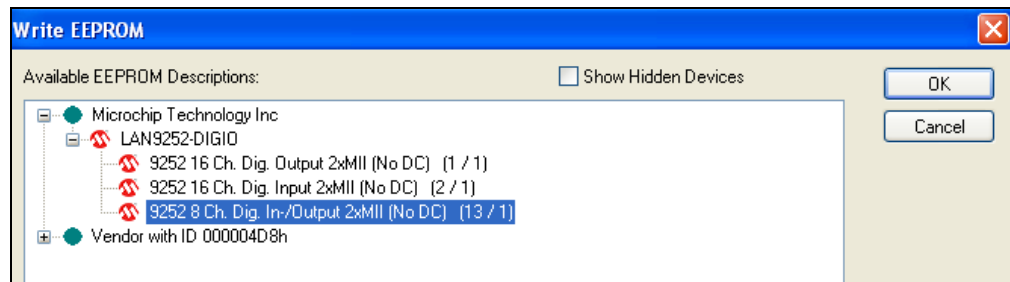 Write EEPROM
Available EEPROM Descriptions:
Show Hidden Devices
OK
Cancel
Microchip Technology Inc
LAN9252-DIGIO
9252 16 Ch. Dig. Output 2xMII (No DC) (1 / 1)
9252 16 Ch. Dig. Input 2xMII (No DC) (2 / 1)
9252 8 Ch. Dig. In-/Output 2xMII (No DC) (13 / 1)
Vendor with ID 000004D8h